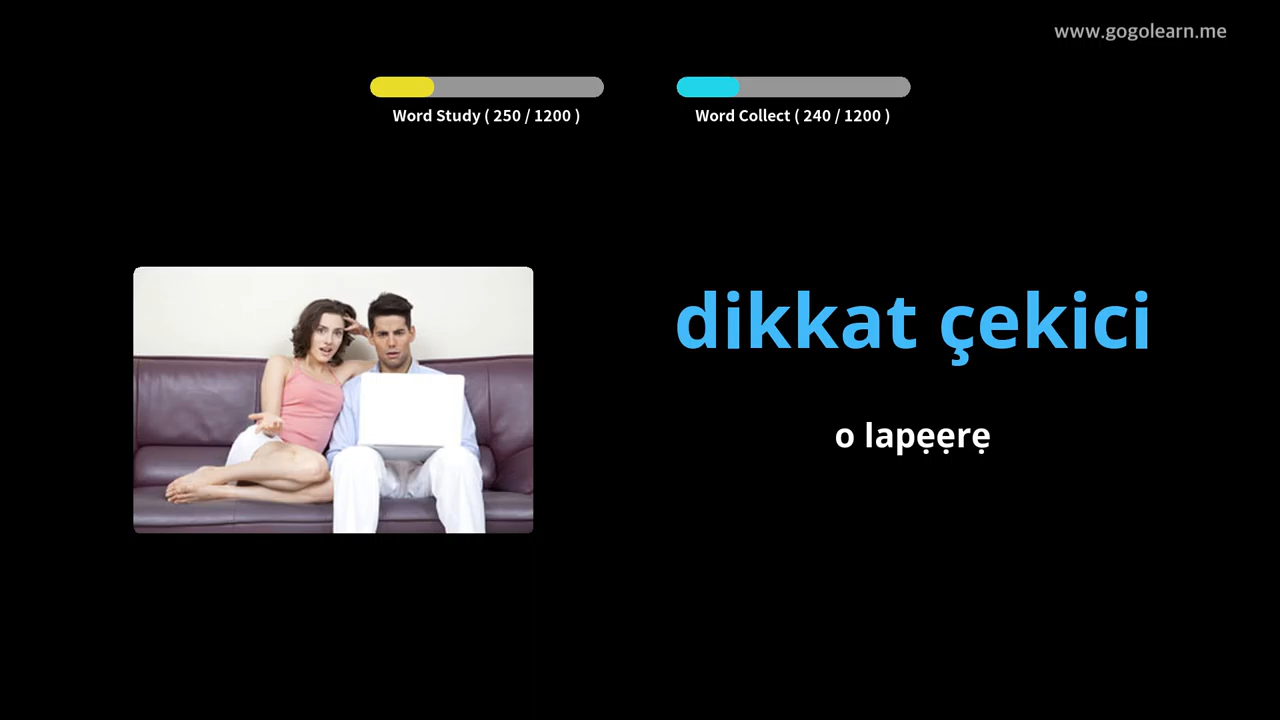 www.gogolearn.me
Word Study ( 250 / 1200 )
Word Collect ( 240 / 1200 )
dikkat çekici
o lapẹẹrẹ